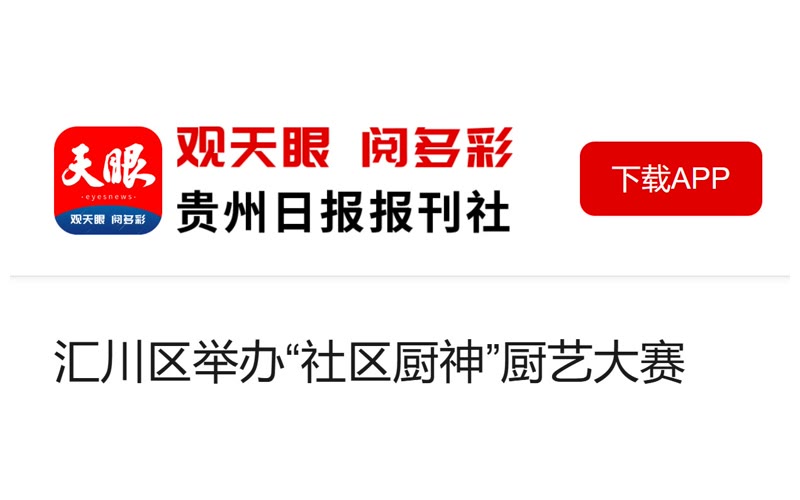 天眼
·eyesnews·
观天眼 阅多彩
观天眼 阅多彩
贵州日报报刊社
下载APP
汇川区举办“社区厨神”厨艺大赛